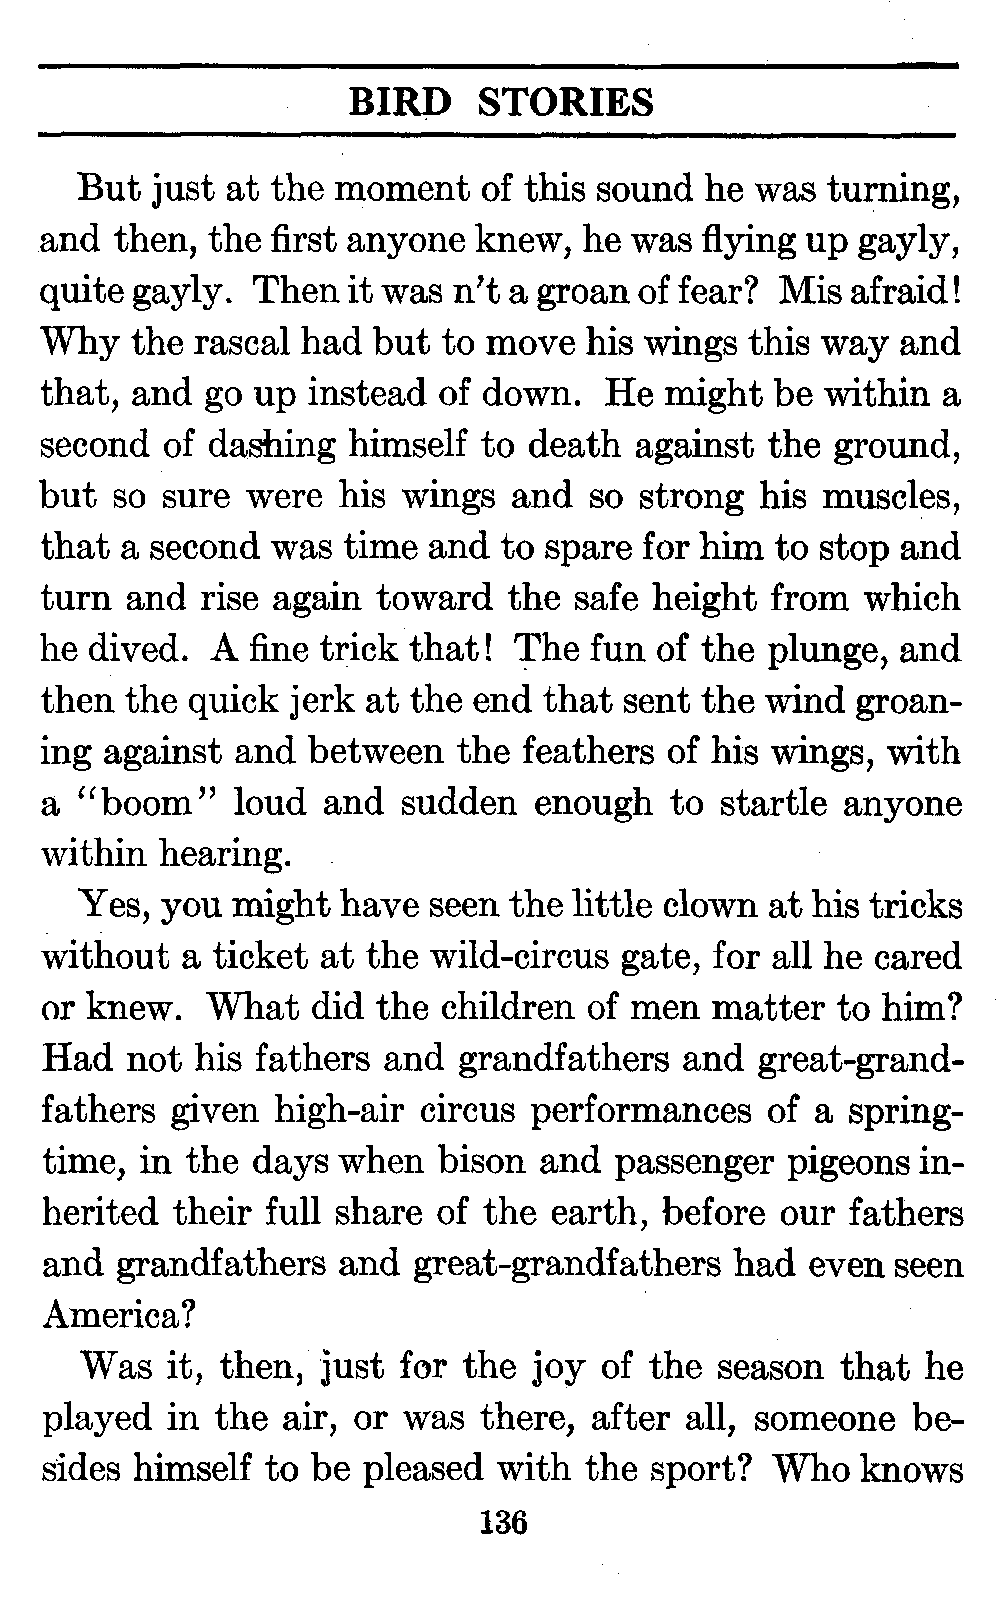 BIRD STORIES
But just at the moment of this sound he was turning,
and then, the first anyone knew, he was flying up gayly,
quite gayly. Then it was n't a groan of fear? Mis afraid!
Why the rascal had but to move his wings this way and
that, and go up instead of down. He might be within a
second of dashing himself to death against the ground,
but so sure were his wings and so strong his muscles,
that a second was time and to spare for him to stop and
turn and rise again toward the safe height from which
he dived. A fine trick that! The fun of the plunge, and
then the quick jerk at the end that sent the wind groan-
ing against and between the feathers of his wings, with
a "boom" loud and sudden enough to startle anyone
within hearing.
Yes, you might have seen the little clown at his tricks
without a ticket at the wild-circus gate, for all he cared
or knew. What did the children of men matter to him?
Had not his fathers and grandfathers and great-grand-
fathers given high-air circus performances of a spring-
time, in the days when bison and passenger pigeons in-
herited their full share of the earth, before our fathers
and grandfathers and great-grandfathers had even seen
America?
Was it, then, just for the joy of the season that he
played in the air, or was there, after all, someone be-
sides himself to be pleased with the sport? Who knows
136